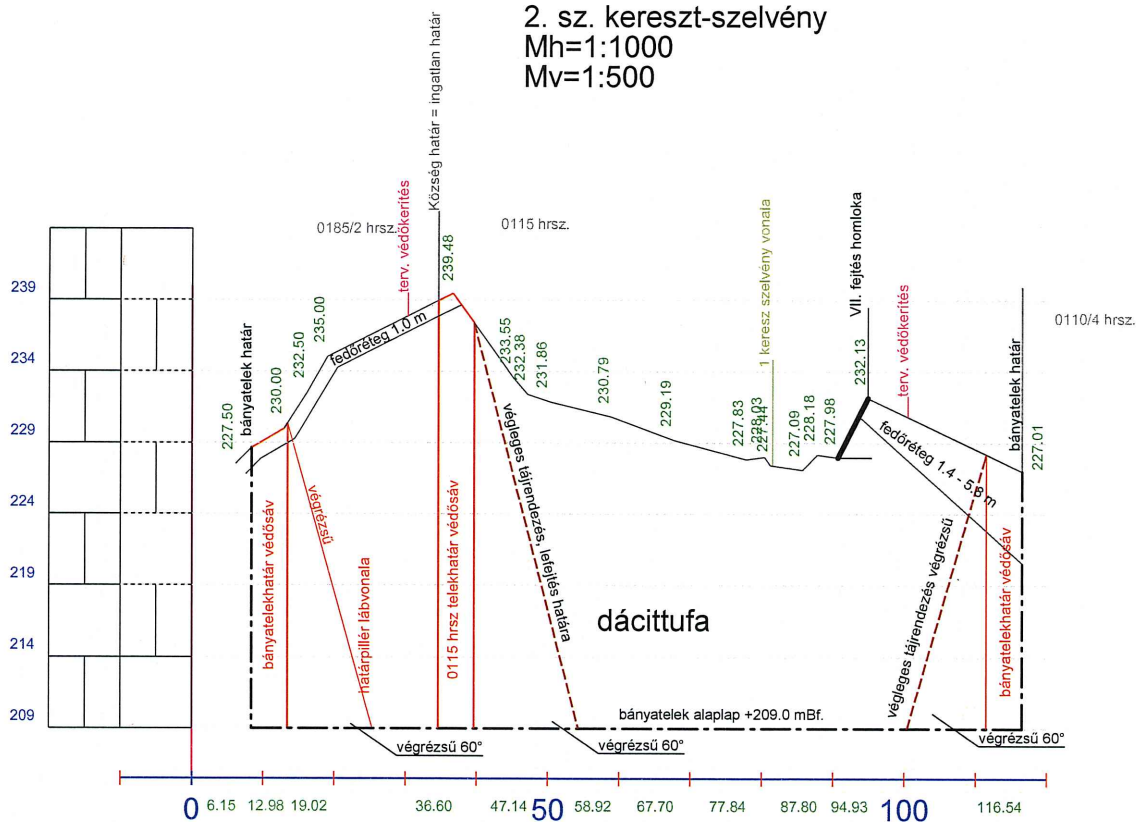 2. sz. kereszt-szelvény
Mh=1:1000
Mv=1:500
Község határ = ingatlan határ
0185/2 hrsz.
terv. védőkerítés
0115 hrsz.
239.48
1 keresz szelvény vonala
VII. fejtés homloka
terv. védőkerítés
0110/4 hrsz.
239
234
229
224
219
214
209
bányatelek határ
227.50
230.00
232.50
235.00
fedőréteg 1.0 m
233.55
232.38
231.86
230.79
229.19
227.83
228.03
227.44
227.09
228.18
227.98
232.13
bányatelek határ
227.01
fedőréteg 1.4 - 5.8 m
bányatelekhatár védősáv
végrézsű
határpillér lábvonala
0115 hrsz telekhatár védősáv
végleges tájrendezés, lefejtés határa
dácittufa
végleges tájrendezés végrézsű
bányatelekhatár védősáv
bányatelek alaplap +209.0 mBf.
végrézsű 60°
végrézsű 60°
végrézsű 60°
0 6.15 12.98 19.02 36.60 47.14 50 58.92 67.70 77.84 87.80 94.93 100 116.54